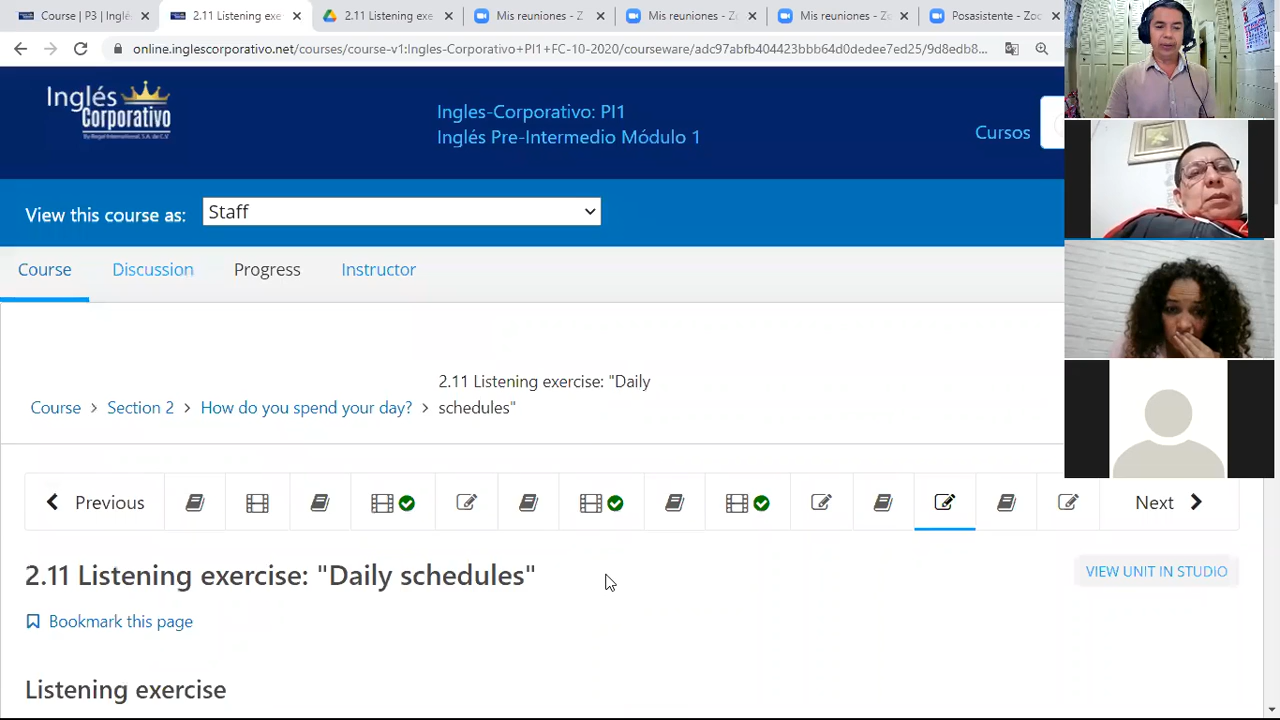 Course | P3 | Inglé
2.11 Listening exe
2.11 Listening exe
Mis reuniones - Z
Mis reuniones - Z
Mis reuniones -
Posasistente - Zoo
online.inglescorporativo.net/courses/course-v1:Ingles-Corporativo+PI1+FC-10-2020/courseware/adc97abfb404423bbb64d0dedee7ed25/9d8edb8...
Inglés
Corporativo
Ingles-Corporativo: PI1
Inglés Pre-Intermedio Módulo 1
Cursos
View this course as:
Staff
Course
Discussion
Progress
Instructor
Course > Section 2 > How do you spend your day? > 2.11 Listening exercise: "Daily
schedules"
Previous
Next
2.11 Listening exercise: "Daily schedules"
VIEW UNIT IN STUDIO
Bookmark this page
Listening exercise